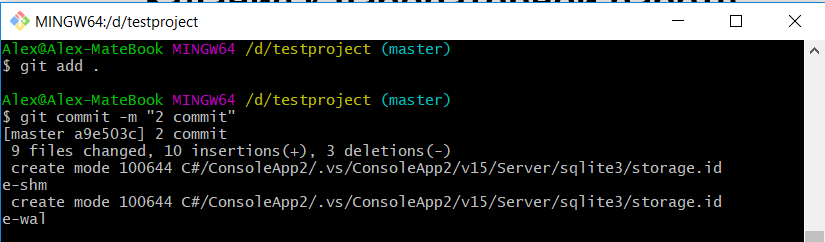 MINGW64:/d/testproject
Alex@Alex-MateBook MINGW64 /d/testproject (master)
$ git add .
Alex@Alex-MateBook MINGW64 /d/testproject (master)
$ git commit -m "2 commit"
[master a9e503c] 2 commit
 9 files changed, 10 insertions(+), 3 deletions(-)
 create mode 100644 C#/ConsoleApp2/.vs/ConsoleApp2/v15/Server/sqlite3/storage.id
e-shm
 create mode 100644 C#/ConsoleApp2/.vs/ConsoleApp2/v15/Server/sqlite3/storage.id
e-wal